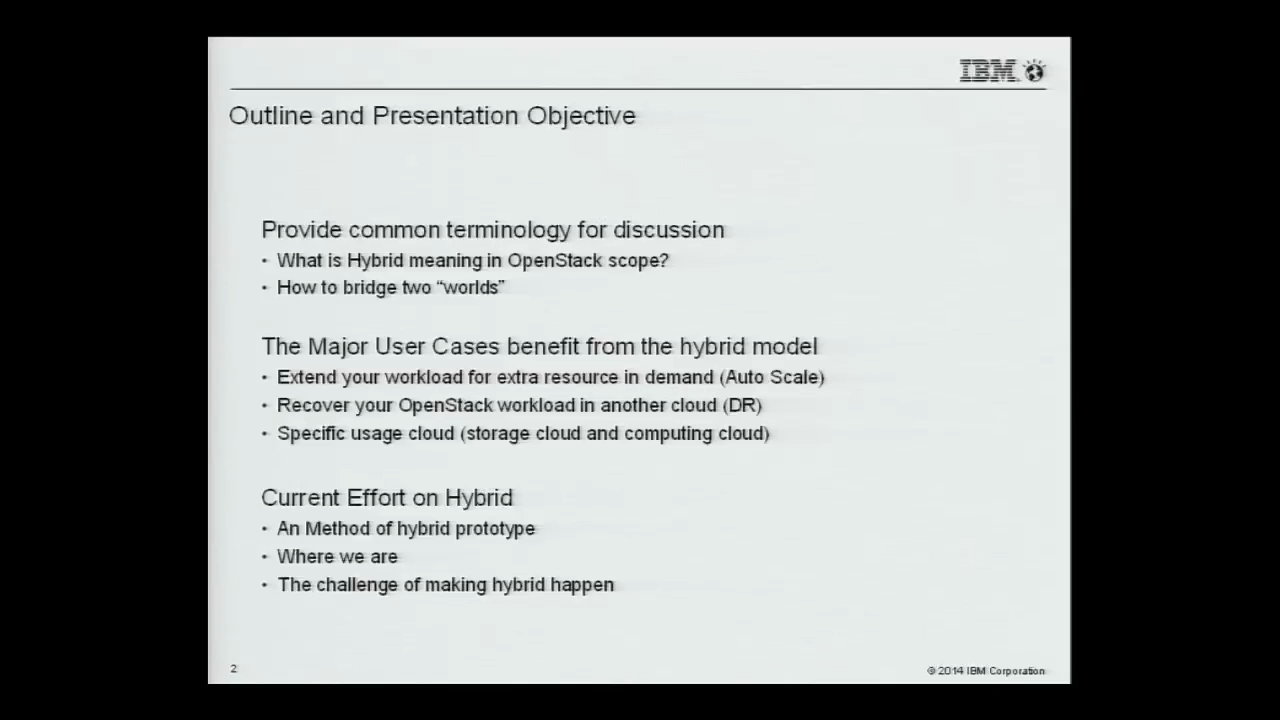 IBM
Outline and Presentation Objective
Provide common terminology for discussion
• What is Hybrid meaning in OpenStack scope?
• How to bridge two “worlds”
The Major User Cases benefit from the hybrid model
• Extend your workload for extra resource in demand (Auto Scale)
• Recover your OpenStack workload in another cloud (DR)
• Specific usage cloud (storage cloud and computing cloud)
Current Effort on Hybrid
• An Method of hybrid prototype
• Where we are
• The challenge of making hybrid happen
2
© 2014 IBM Corporation